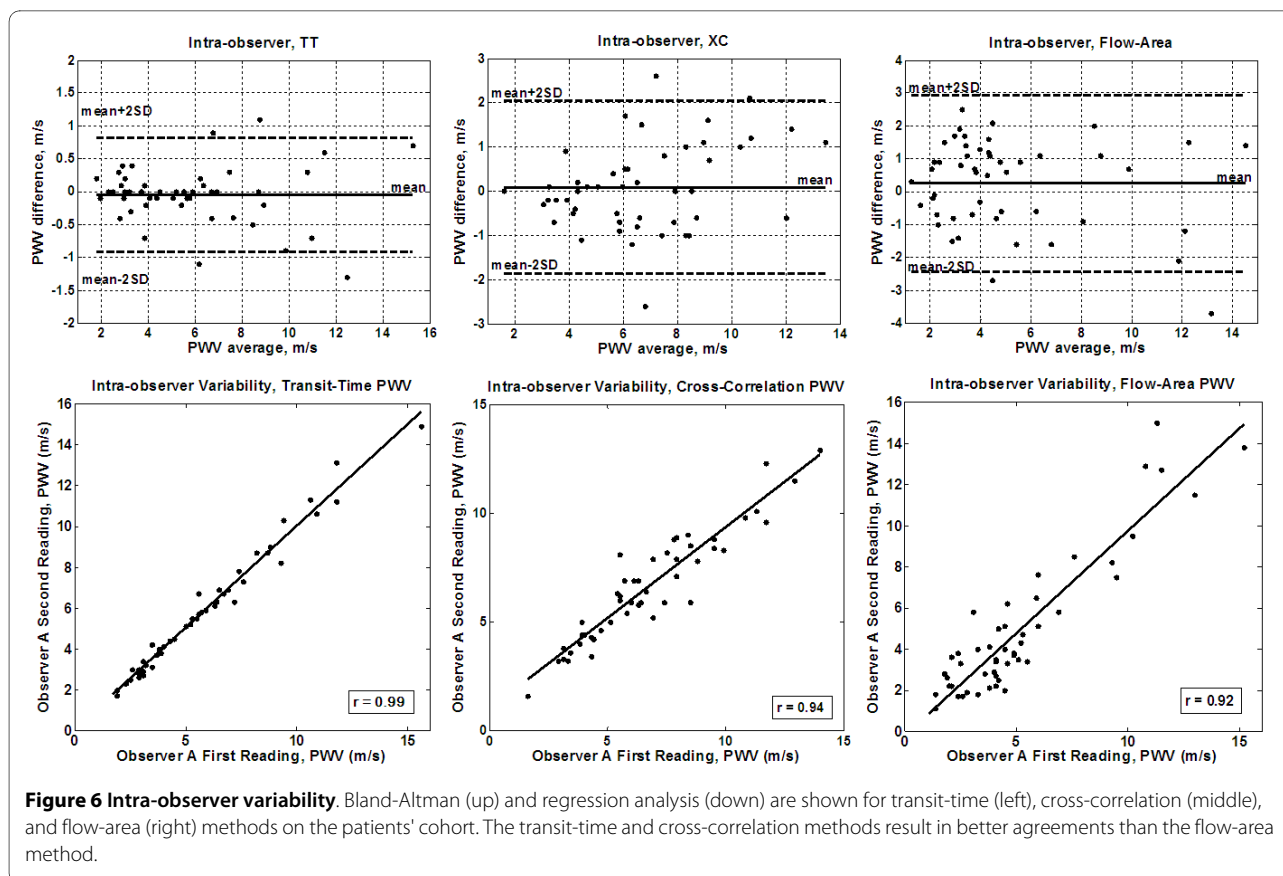 Intra-observer, TT
2
1.5
1
0.5
0
-0.5
-1
-1.5
-2
mean+2SD
mean
mean-2SD
PWV difference, m/s
2 4 6 8 10 12 14 16
PWV average, m/s
Intra-observer, XC
3
2
1
0
-1
-2
-3
mean+2SD
mean
mean-2SD
PWV difference, m/s
2 4 6 8 10 12 14
PWV average, m/s
Intra-observer, Flow-Area
4
3
2
1
0
-1
-2
-3
-4
mean+2SD
mean
mean-2SD
PWV difference, m/s
2 4 6 8 10 12 14
PWV average, m/s
Intra-observer Variability, Transit-Time PWV
16
14
12
10
8
6
4
2
0
Observer A Second Reading, PWV (m/s)
r = 0.99
0 5 10 15
Observer A First Reading, PWV (m/s)
Intra-observer Variability, Cross-Correlation PWV
15
10
5
0
Observer A Second Reading, PWV (m/s)
r = 0.94
0 5 10 15
Observer A First Reading, PWV (m/s)
Intra-observer Variability, Flow-Area PWV
16
14
12
10
8
6
4
2
0
Observer A Second Reading, PWV (m/s)
r = 0.92
0 5 10 15
Observer A First Reading, PWV (m/s)
Figure 6 Intra-observer variability. Bland-Altman (up) and regression analysis (down) are shown for transit-time (left), cross-correlation (middle),
and flow-area (right) methods on the patients' cohort. The transit-time and cross-correlation methods result in better agreements than the flow-area
method.